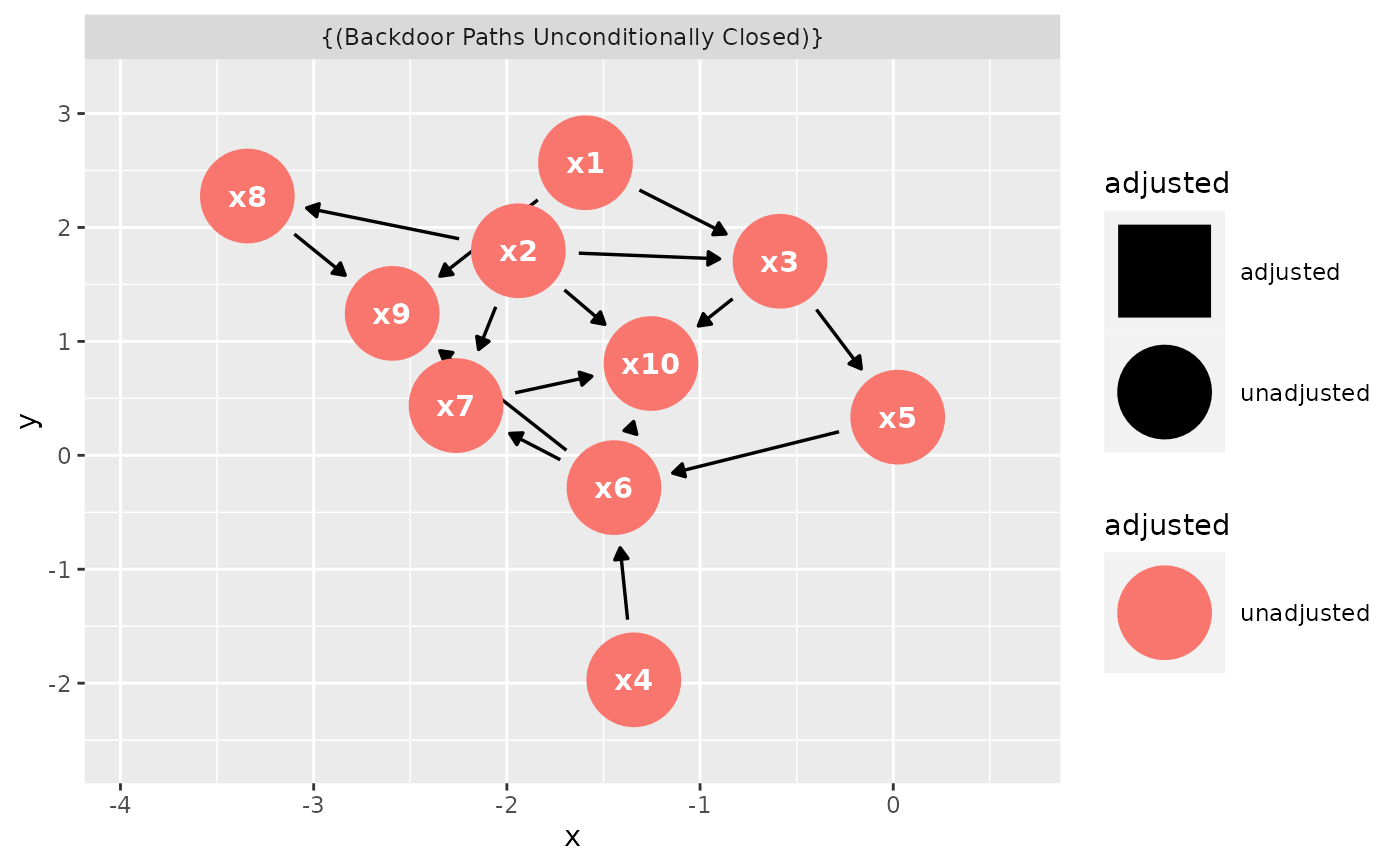 {(Backdoor Paths Unconditionally Closed)}
3
2
1
0
-1
-2
y
x1
x8
x2
x3
x9
x10
x7
x5
x6
x4
-4
-3
-2
-1
0
x
adjusted
adjusted
unadjusted
adjusted
unadjusted